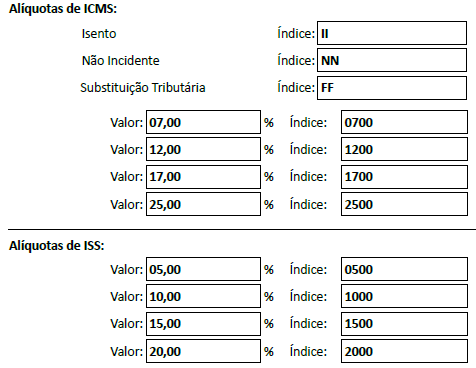 Alíquotas de ICMS:
Isento Índice: II
Não Incidente Índice: NN
Substituição Tributária Índice: FF
Valor: 07,00 % Índice: 0700
Valor: 12,00 % Índice: 1200
Valor: 17,00 % Índice: 1700
Valor: 25,00 % Índice: 2500
Alíquotas de ISS:
Valor: 05,00 % Índice: 0500
Valor: 10,00 % Índice: 1000
Valor: 15,00 % Índice: 1500
Valor: 20,00 % Índice: 2000